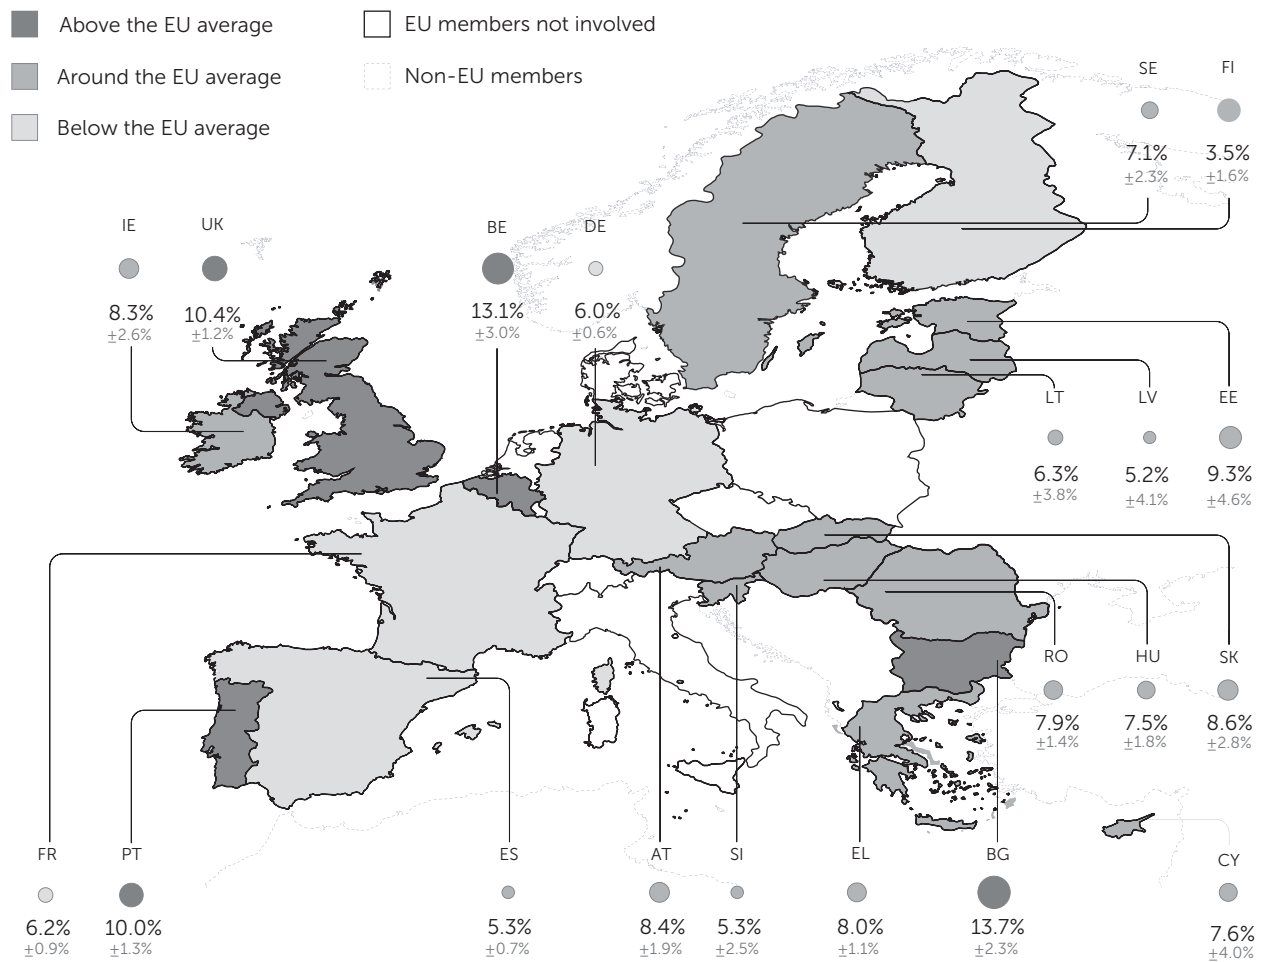 Above the EU average
EU members not involved
Around the EU average
Non-EU members
Below the EU average
SE
FI
7.1%
3.5%
±2.3%
±1.6%
IE
UK
BE
DE
8.3%
10.4%
13.1%
6.0%
±2.6%
±1.2%
±3.0%
±0.6%
LT
LV
EE
6.3%
5.2%
9.3%
±3.8%
±4.1%
±4.6%
RO
HU
SK
7.9%
7.5%
8.6%
±1.4%
±1.8%
±2.8%
FR
PT
ES
AT
SI
EL
BG
CY
6.2%
10.0%
5.3%
8.4%
5.3%
8.0%
13.7%
7.6%
±0.9%
±1.3%
±0.7%
±1.9%
±2.5%
±1.1%
±2.3%
±4.0%